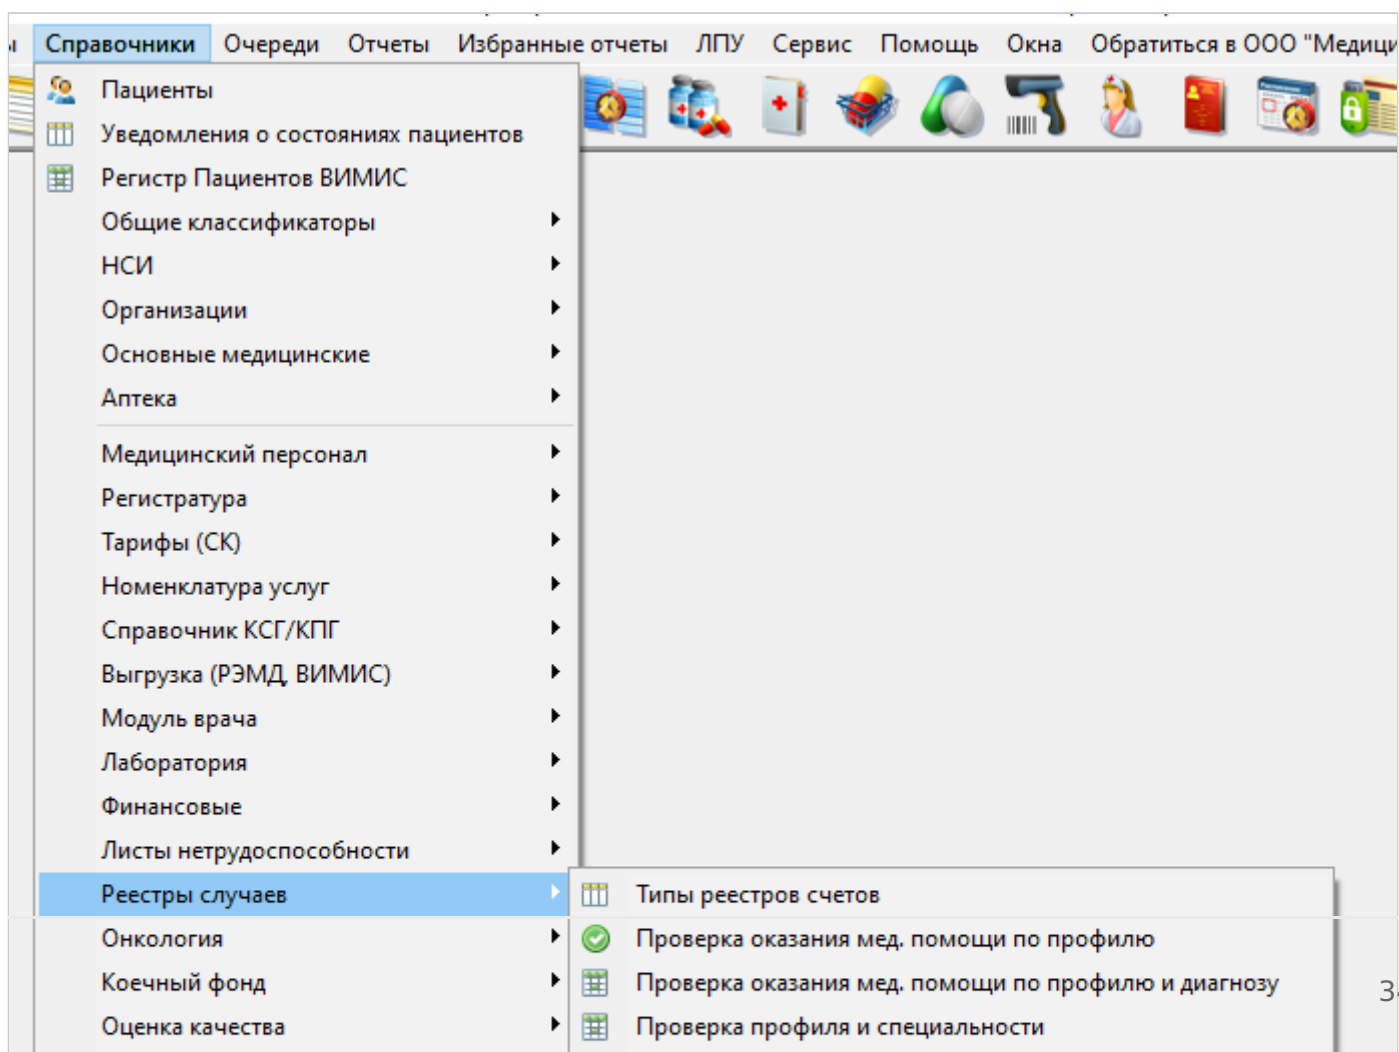 Справочники Очереди Отчеты Избранные отчеты ЛПУ Сервис Помощь Окна Обратиться в ООО "Медици
Пациенты
Уведомления о состояниях пациентов
Регистр Пациентов ВИМИС
Общие классификаторы
НСИ
Организации
Основные медицинские
Аптека
Медицинский персонал
Регистратура
Тарифы (СК)
Номенклатура услуг
Справочник КСГ/КПГ
Выгрузка (РЭМД, ВИМИС)
Модуль врача
Лаборатория
Финансовые
Листы нетрудоспособности
Реестры случаев
Типы реестров счетов
Онкология
Проверка оказания мед. помощи по профилю
Коечный фонд
Проверка оказания мед. помощи по профилю и диагнозу
Оценка качества
Проверка профиля и специальности